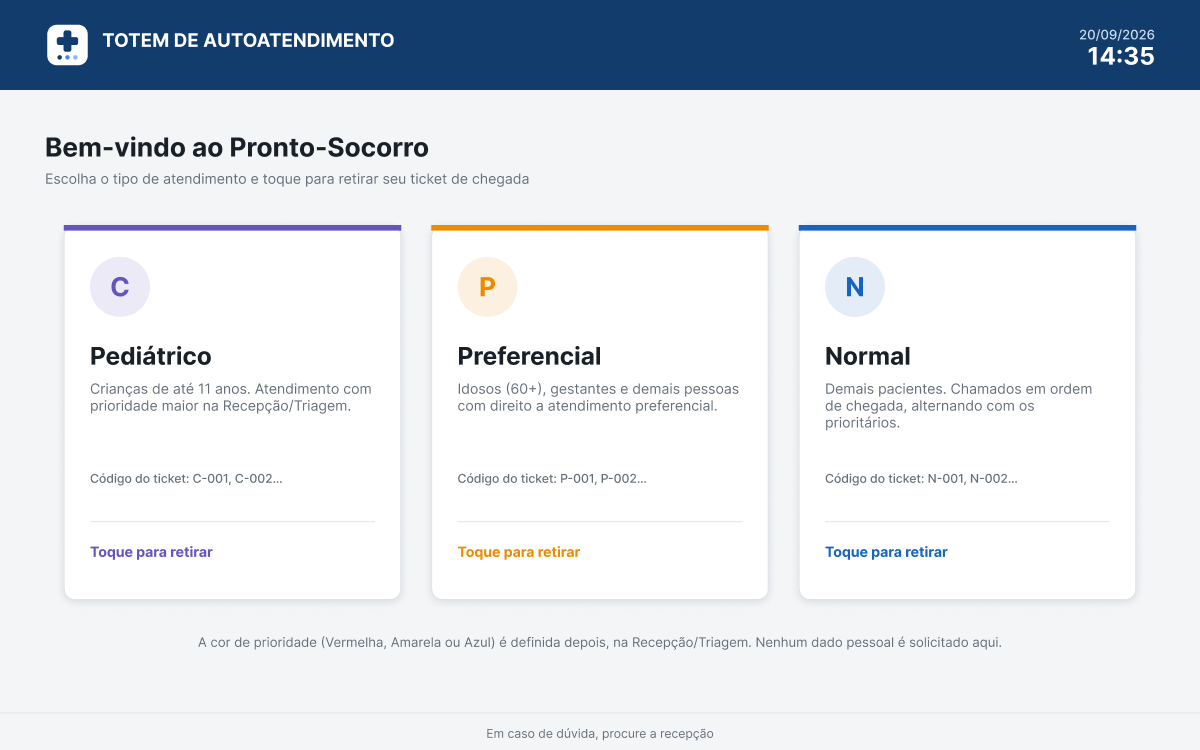 TOTEM DE AUTOATENDIMENTO
20/09/2026
14:35
Bem-vindo ao Pronto-Socorro
Escolha o tipo de atendimento e toque para retirar seu ticket de chegada
C
Pediátrico
Crianças de até 11 anos. Atendimento com
prioridade maior na Recepção/Triagem.
Código do ticket: C-001, C-002...
Toque para retirar
P
Preferencial
Idosos (60+), gestantes e demais pessoas
com direito a atendimento preferencial.
Código do ticket: P-001, P-002...
Toque para retirar
N
Normal
Demais pacientes. Chamados em ordem
de chegada, alternando com os
prioritários.
Código do ticket: N-001, N-002...
Toque para retirar
A cor de prioridade (Vermelha, Amarela ou Azul) é definida depois, na Recepção/Triagem. Nenhum dado pessoal é solicitado aqui.
Em caso de dúvida, procure a recepção